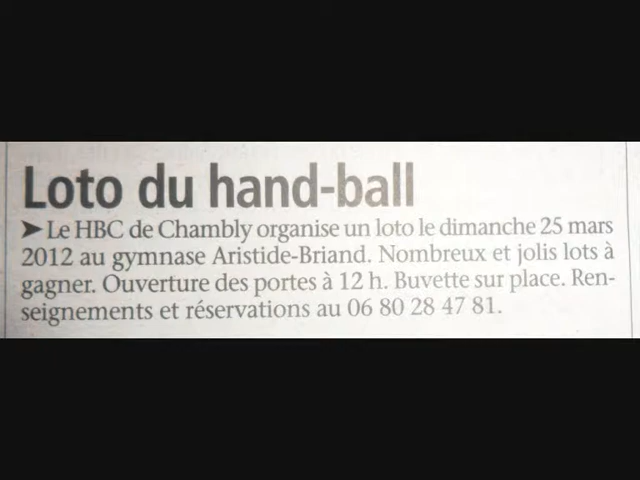 Loto du hand-ball
➤Le HBC de Chambly organise un loto le dimanche 25 mars
2012 au gymnase Aristide-Briand. Nombreux et jolis lots à
gagner. Ouverture des portes à 12 h. Buvette sur place. Ren-
seignements et réservations au 06 80 28 47 81.